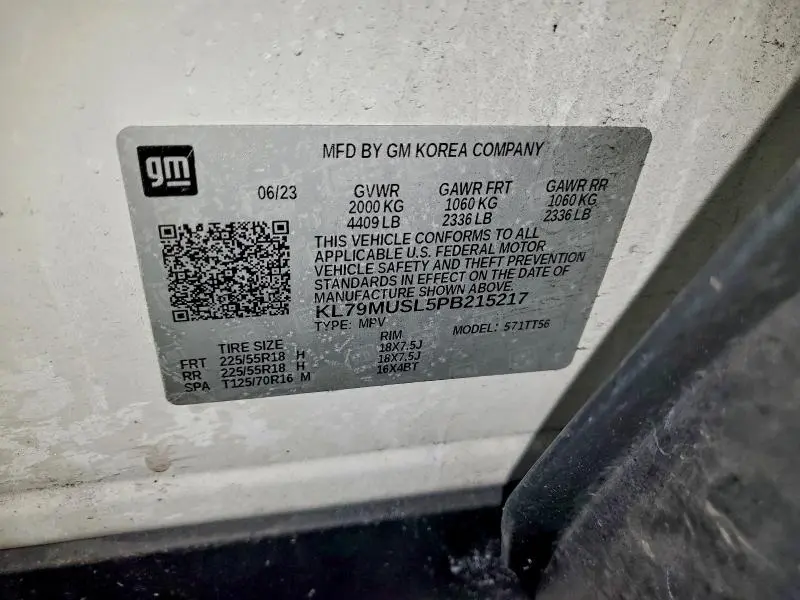 gm
MFD BY GM KOREA COMPANY
06/23 GVWR GAWR FRT GAWR RR
2000 KG 1060 KG 1060 KG
4409 LB 2336 LB 2336 LB
THIS VEHICLE CONFORMS TO ALL
APPLICABLE U.S. FEDERAL MOTOR
VEHICLE SAFETY AND THEFT PREVENTION
STANDARDS IN EFFECT ON THE DATE OF
MANUFACTURE SHOWN ABOVE.
KL79MUSL5PB215217
TYPE: MPV MODEL: 571TT56
TIRE SIZE RIM
FRT 225/55R18 H 18X7.5J
RR 225/55R18 H 18X7.5J
SPA T125/70R16 M 16X4BT